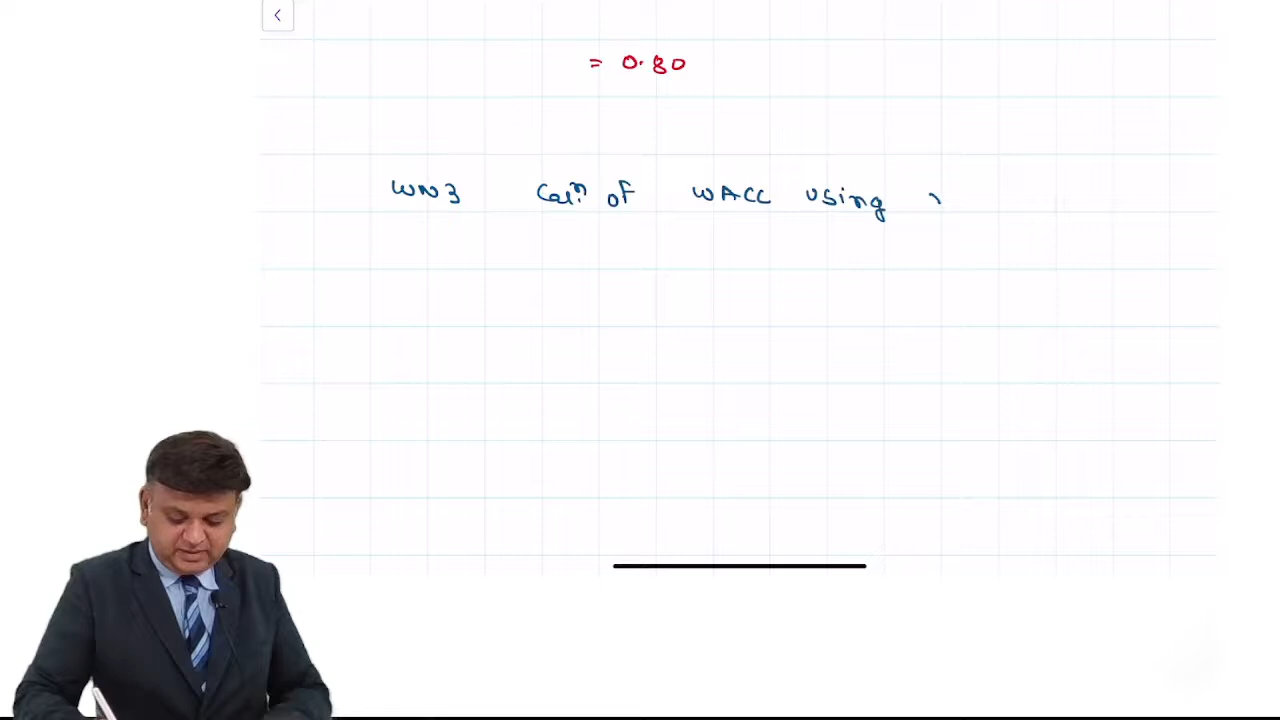 = 0.80
WN3 Calⁿ. of WACC using